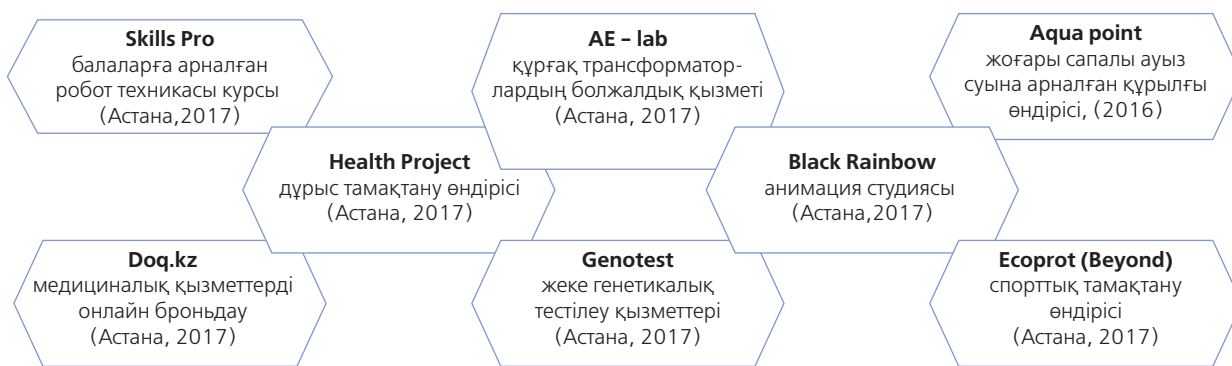 Skills Pro
балаларға арналған
робот техникасы курсы
(Астана,2017)
AE – lab
құрғақ трансформатор-
лардың болжалдық қызметі
(Астана, 2017)
Aqua point
жоғары сапалы ауыз
суына арналған құрылғы
өндірісі, (2016)
Health Project
дұрыс тамақтану өндірісі
(Астана, 2017)
Black Rainbow
анимация студиясы
(Астана,2017)
Doq.kz
медициналық қызметтерді
онлайн броньдау
(Астана, 2017)
Genotest
жеке генетикалық
тестілеу қызметтері
(Астана, 2017)
Ecoprot (Beyond)
спорттық тамақтану
өндірісі
(Астана, 2017)